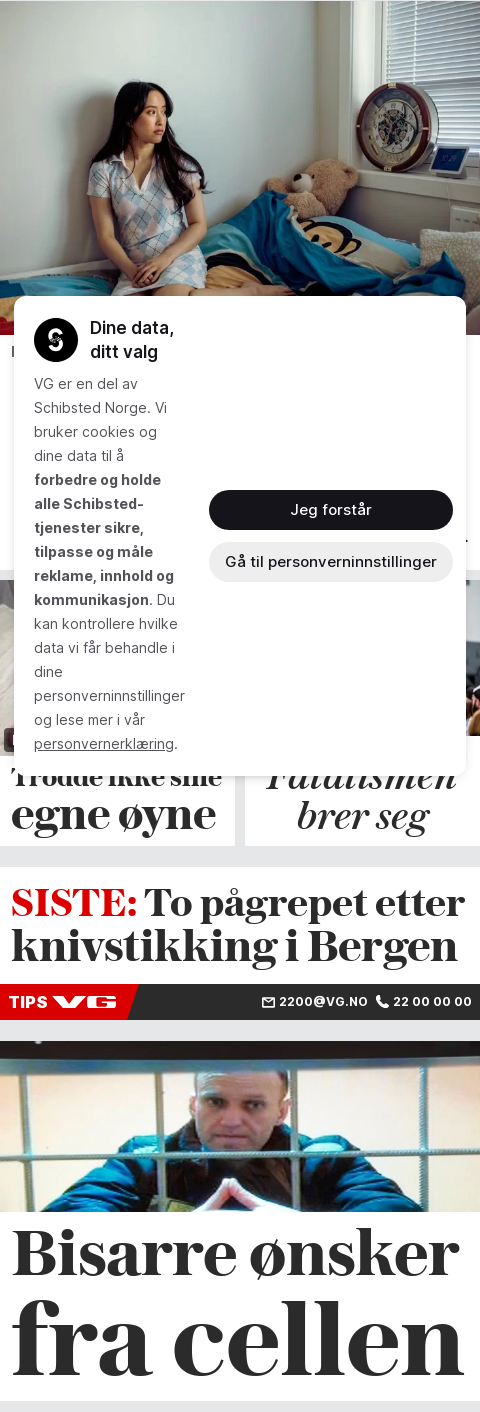 Dine data,
ditt valg
VG er en del av
Schibsted Norge. Vi
bruker cookies og
dine data til å
forbedre og holde
alle Schibsted-
tjenester sikre,
tilpasse og måle
reklame, innhold og
kommunikasjon. Du
kan kontrollere hvilke
data vi får behandle i
dine
personverninnstillinger
og lese mer i vår
personvernerklæring.
Jeg forstår
Gå til personverninnstillinger
Trodde ikke sine
egne øyne
Fatalismen
brer seg
SISTE: To pågrepet etter
knivstikking i Bergen
TIPS VG
2200@VG.NO 22 00 00 00
Bisarre ønsker
fra cellen